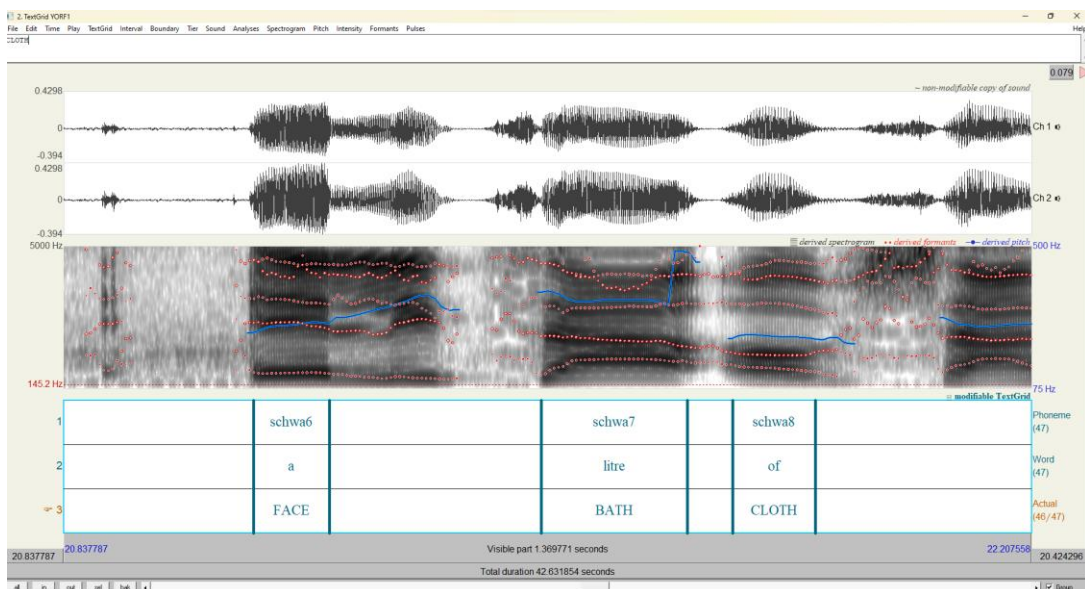 2. TextGrid YORF1
File Edit Time Play TextGrid Interval Boundary Tier Sound Analyses Spectrogram Pitch Intensity Formants Pulses Help
CLOTH
0.079
~ non-modifiable copy of sound
0.4298
0
-0.394
Ch 1
0.4298
0
-0.394
Ch 2
5000 Hz
derived spectrogram derived formants derived pitch
500 Hz
145.2 Hz
75 Hz
modifiable TextGrid
1 schwa6 schwa7 schwa8 Phoneme
(47)
2 a litre of Word
(47)
3 FACE BATH CLOTH Actual
(46/47)
20.837787 20.837787 Visible part 1.369771 seconds 22.207558 20.424296
Total duration 42.631854 seconds
all in out sel bak Group